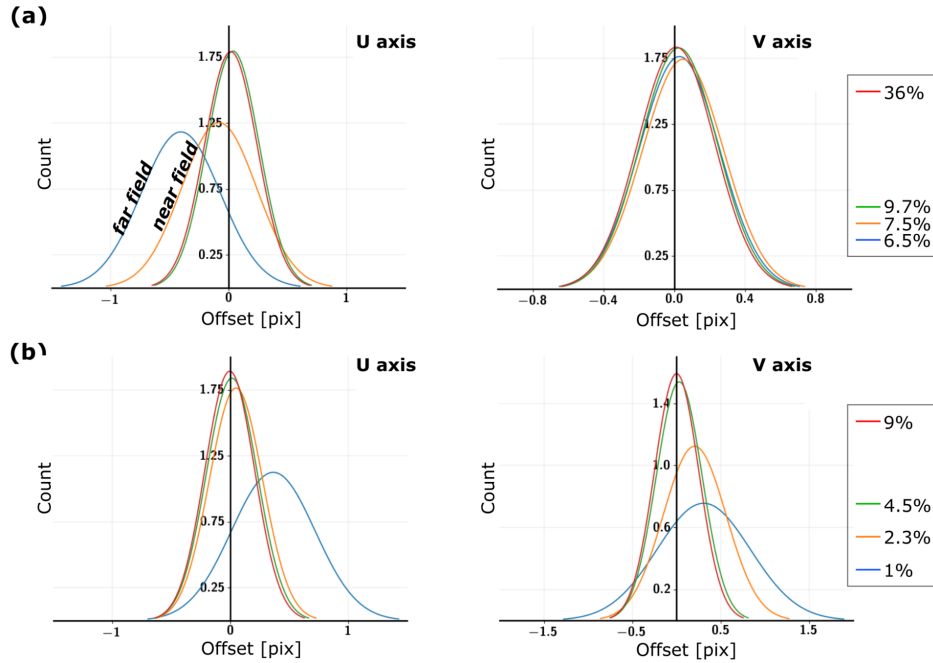 (a)
U axis
V axis
1.75
1.25
0.75
0.25
Count
far field
near field
−1
0
1
Offset [pix]
1.75
1.25
0.75
0.25
Count
−0.8
−0.4
0.0
0.4
0.8
Offset [pix]
36%
9.7%
7.5%
6.5%
(b)
U axis
V axis
1.75
1.25
0.75
0.25
Count
−1
0
1
Offset [pix]
1.4
1.0
0.6
0.2
Count
−1.5
−0.5
0.5
1.5
Offset [pix]
9%
4.5%
2.3%
1%